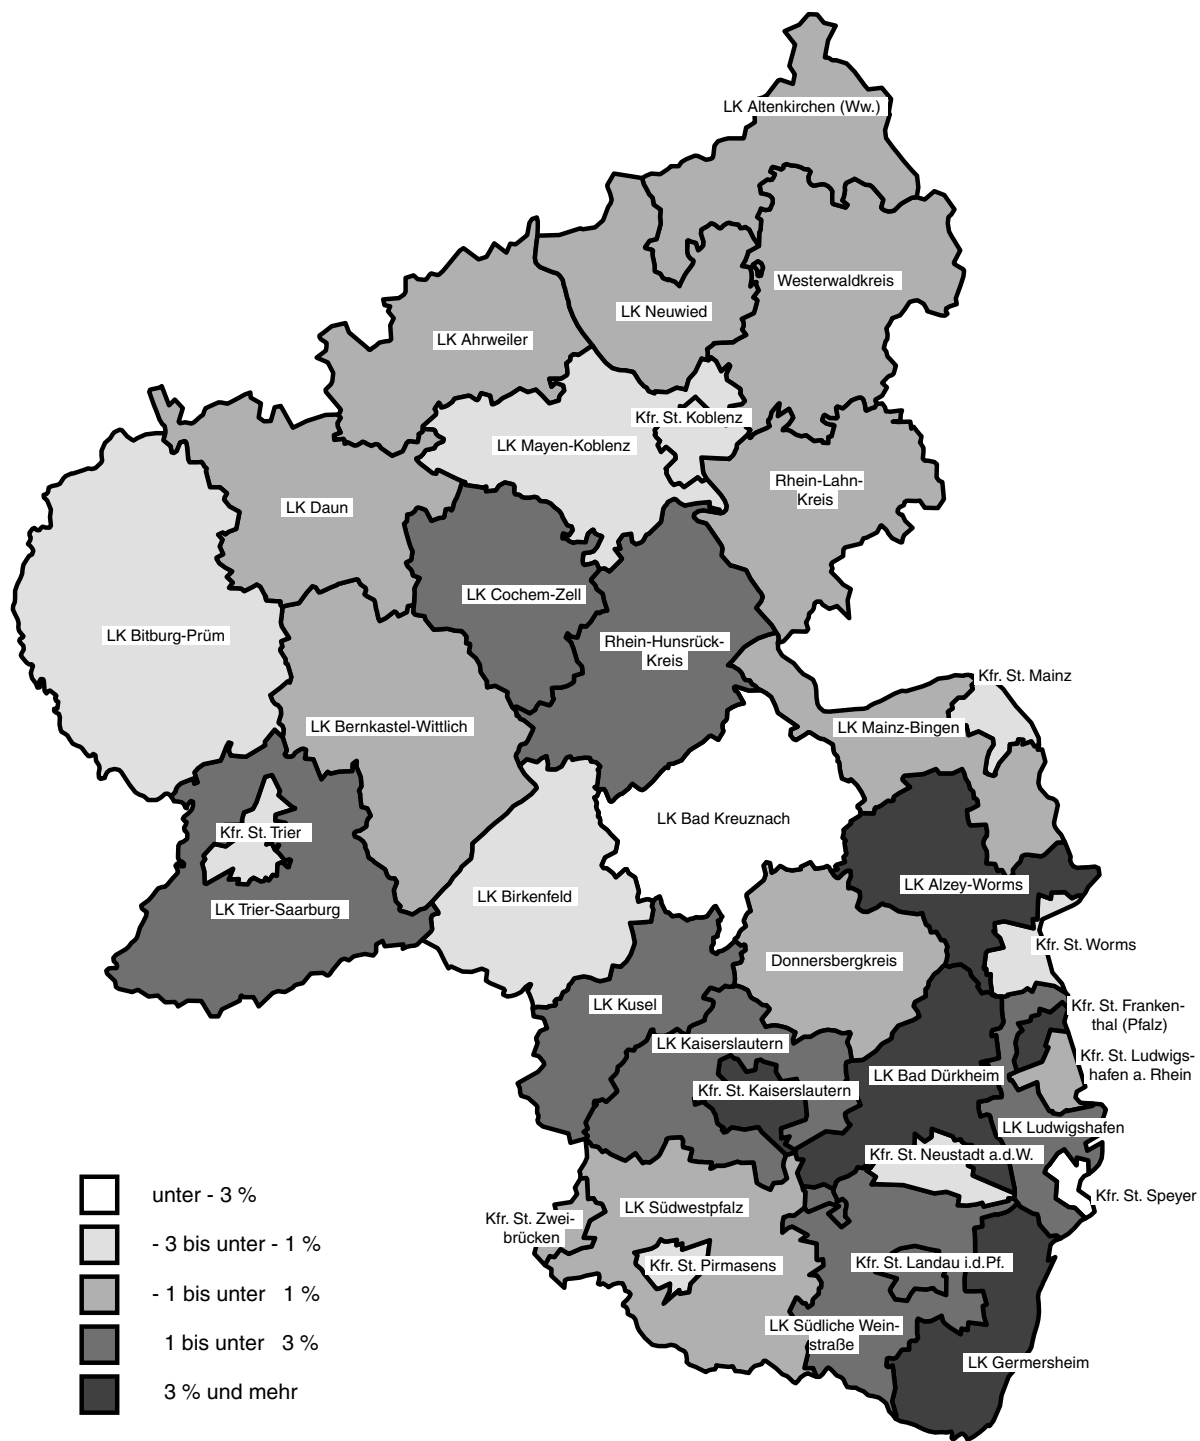 LK Altenkirchen (Ww.)
Westerwaldkreis
LK Neuwied
LK Ahrweiler
Kfr. St. Koblenz
LK Mayen-Koblenz
Rhein-Lahn-
Kreis
LK Daun
LK Cochem-Zell
LK Bitburg-Prüm
Rhein-Hunsrück-
Kreis
Kfr. St. Mainz
LK Bernkastel-Wittlich
LK Mainz-Bingen
LK Bad Kreuznach
Kfr. St. Trier
LK Alzey-Worms
LK Birkenfeld
LK Trier-Saarburg
Kfr. St. Worms
Donnersbergkreis
LK Kusel
Kfr. St. Franken-
thal (Pfalz)
LK Kaiserslautern
Kfr. St. Ludwigs-
hafen a. Rhein
LK Bad Dürkheim
Kfr. St. Kaiserslautern
LK Ludwigshafen
Kfr. St. Neustadt a.d.W.
Kfr. St. Speyer
LK Südwestpfalz
Kfr. St. Zwei-
brücken
Kfr. St. Pirmasens
Kfr. St. Landau i.d.Pf.
LK Südliche Wein-
straße
LK Germersheim
unter - 3 %
- 3 bis unter - 1 %
- 1 bis unter 1 %
1 bis unter 3 %
3 % und mehr